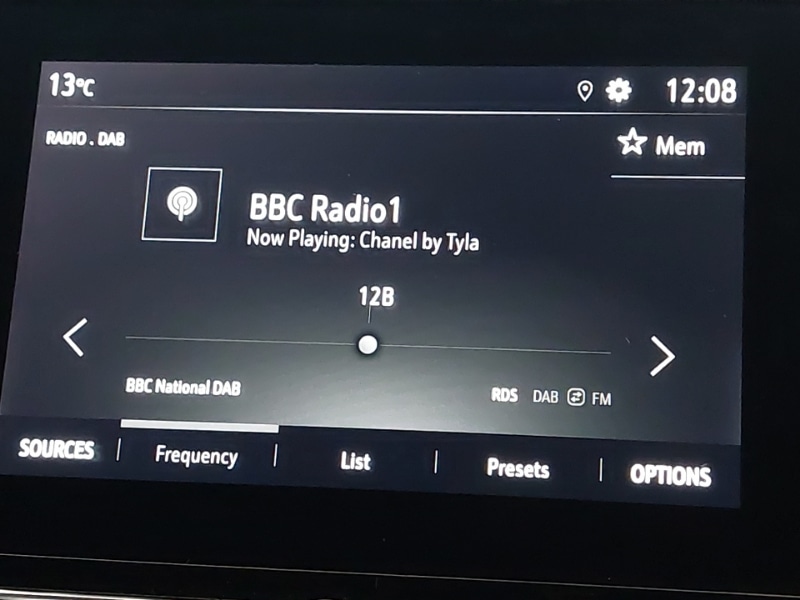 13°C 12:08
RADIO . DAB
Mem
BBC Radio1
Now Playing: Chanel by Tyla
12B
BBC National DAB
RDS DAB FM
SOURCES | Frequency | List | Presets | OPTIONS